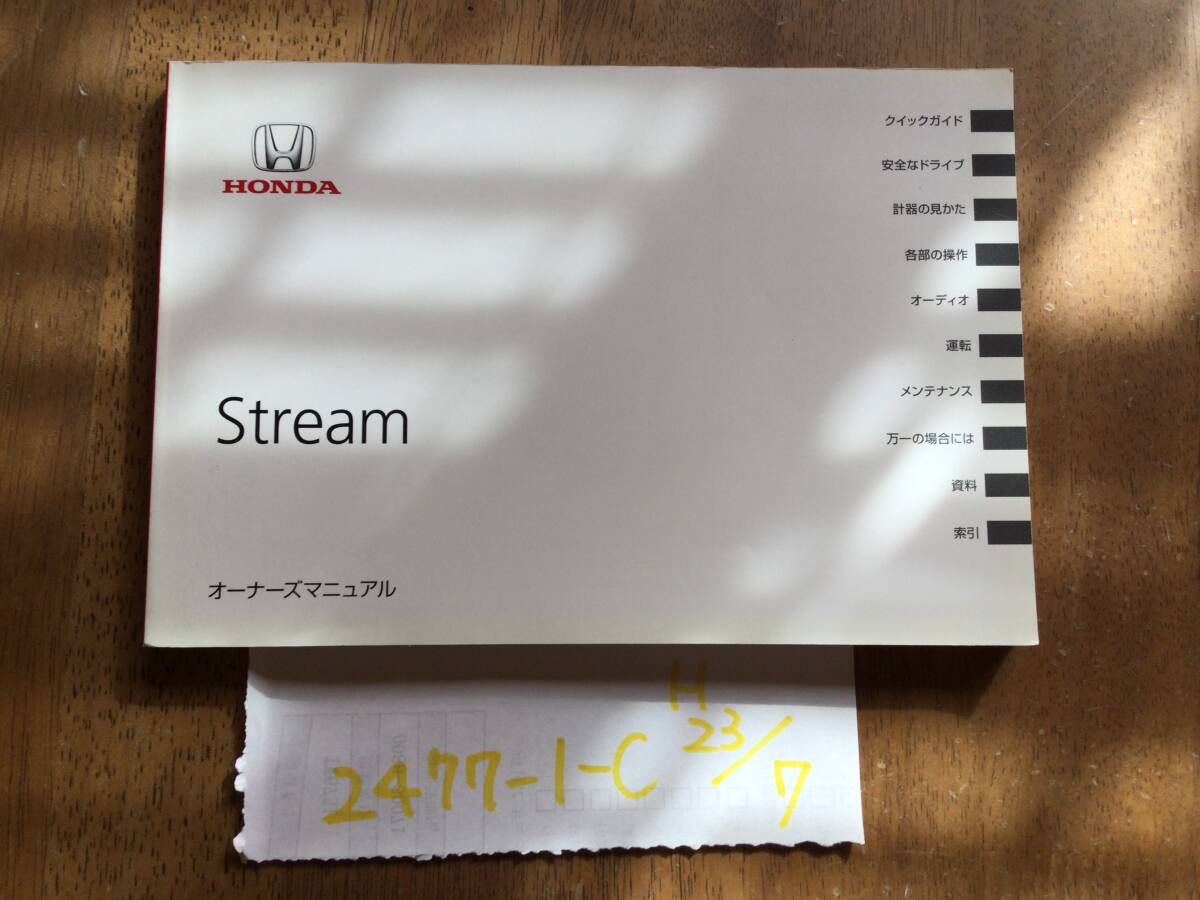 HONDA
クイックガイド
安全なドライブ
計器の見かた
各部の操作
オーディオ
運転
メンテナンス
万一の場合には
資料
索引
Stream
オーナーズマニュアル
2477-1-C H23/7